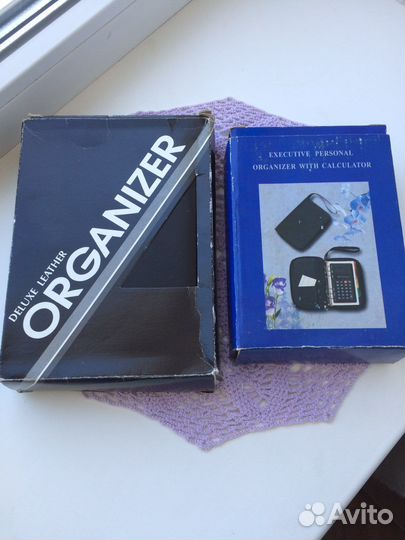 DELUXE LEATHER
ORGANIZER
EXECUTIVE PERSONAL
ORGANIZER WITH CALCULATOR
Avito